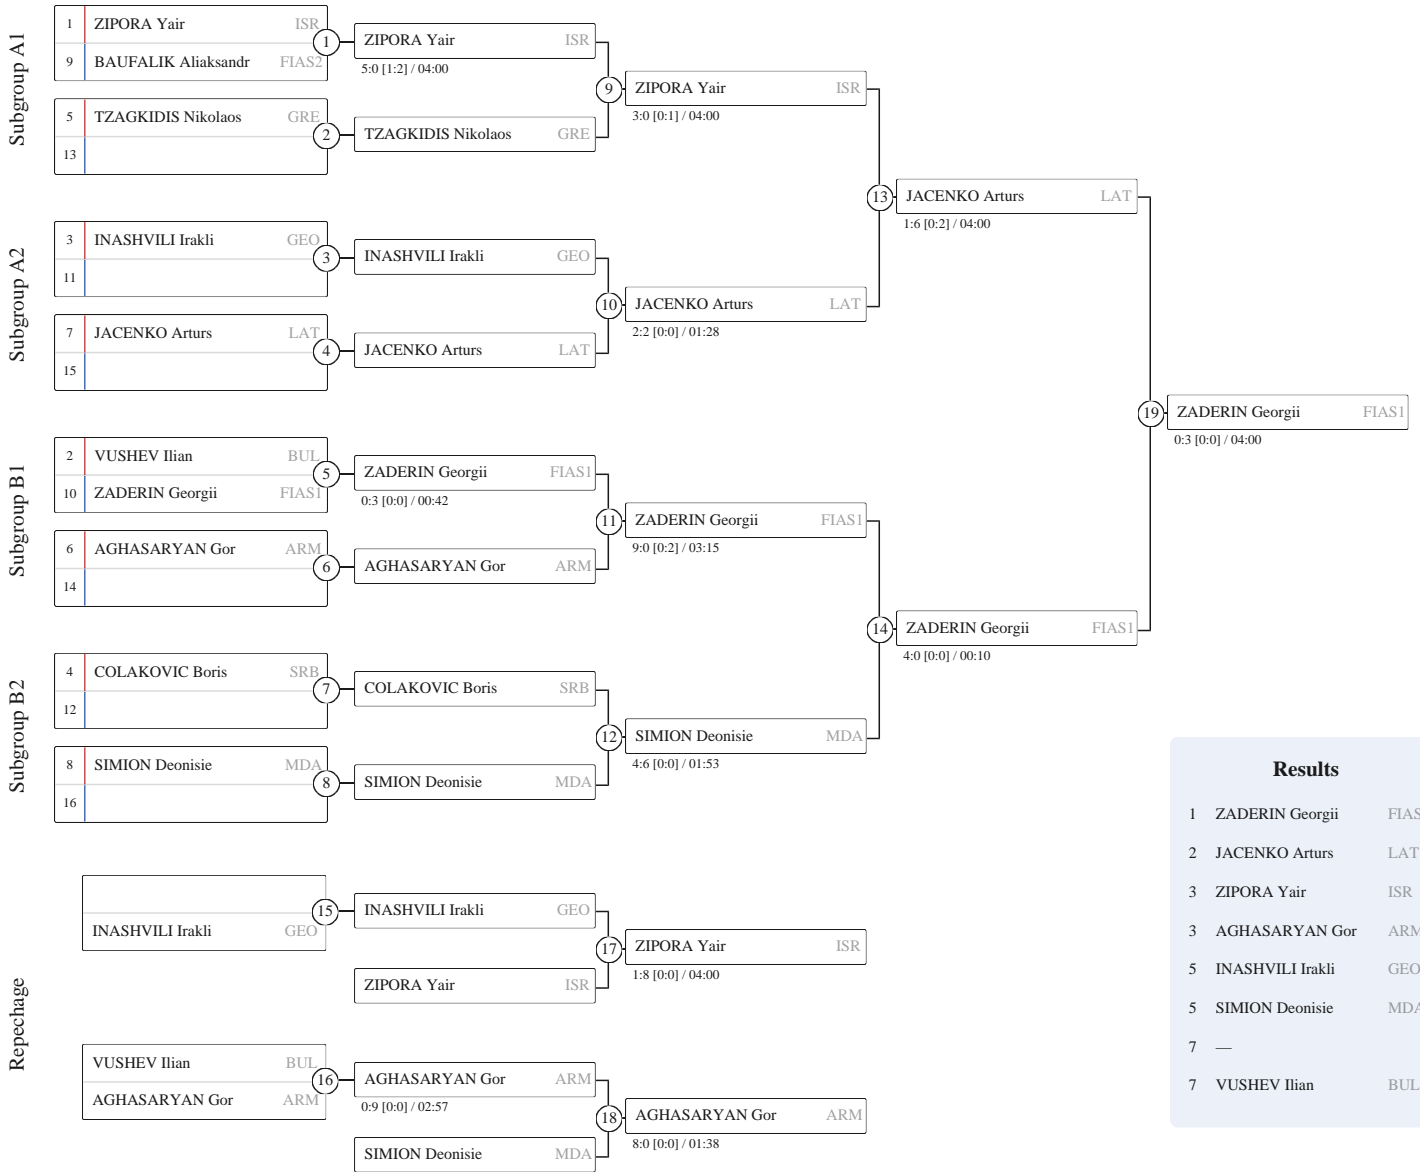 Subgroup A1
1 ZIPORA Yair ISR
9 BAUFALIK Aliaksandr FIAS2
1
ZIPORA Yair ISR
5:0 [1:2] / 04:00
5 TZAGKIDIS Nikolaos GRE
13
2
TZAGKIDIS Nikolaos GRE
9
ZIPORA Yair ISR
3:0 [0:1] / 04:00
Subgroup A2
3 INASHVILI Irakli GEO
11
3
INASHVILI Irakli GEO
7 JACENKO Arturs LAT
15
4
JACENKO Arturs LAT
10
JACENKO Arturs LAT
2:2 [0:0] / 01:28
13
JACENKO Arturs LAT
1:6 [0:2] / 04:00
Subgroup B1
2 VUSHEV Ilian BUL
10 ZADERIN Georgii FIAS1
5
ZADERIN Georgii FIAS1
0:3 [0:0] / 00:42
6 AGHASARYAN Gor ARM
14
6
AGHASARYAN Gor ARM
11
ZADERIN Georgii FIAS1
9:0 [0:2] / 03:15
Subgroup B2
4 COLAKOVIC Boris SRB
12
7
COLAKOVIC Boris SRB
8 SIMION Deonisie MDA
16
8
SIMION Deonisie MDA
12
SIMION Deonisie MDA
4:6 [0:0] / 01:53
14
ZADERIN Georgii FIAS1
4:0 [0:0] / 00:10
19
ZADERIN Georgii FIAS1
0:3 [0:0] / 04:00
Repechage
INASHVILI Irakli GEO
15
INASHVILI Irakli GEO
ZIPORA Yair ISR
17
ZIPORA Yair ISR
1:8 [0:0] / 04:00
VUSHEV Ilian BUL
AGHASARYAN Gor ARM
16
AGHASARYAN Gor ARM
0:9 [0:0] / 02:57
SIMION Deonisie MDA
18
AGHASARYAN Gor ARM
8:0 [0:0] / 01:38
Results
1 ZADERIN Georgii FIAS
2 JACENKO Arturs LAT
3 ZIPORA Yair ISR
3 AGHASARYAN Gor ARM
5 INASHVILI Irakli GEO
5 SIMION Deonisie MDA
7 —
7 VUSHEV Ilian BUL